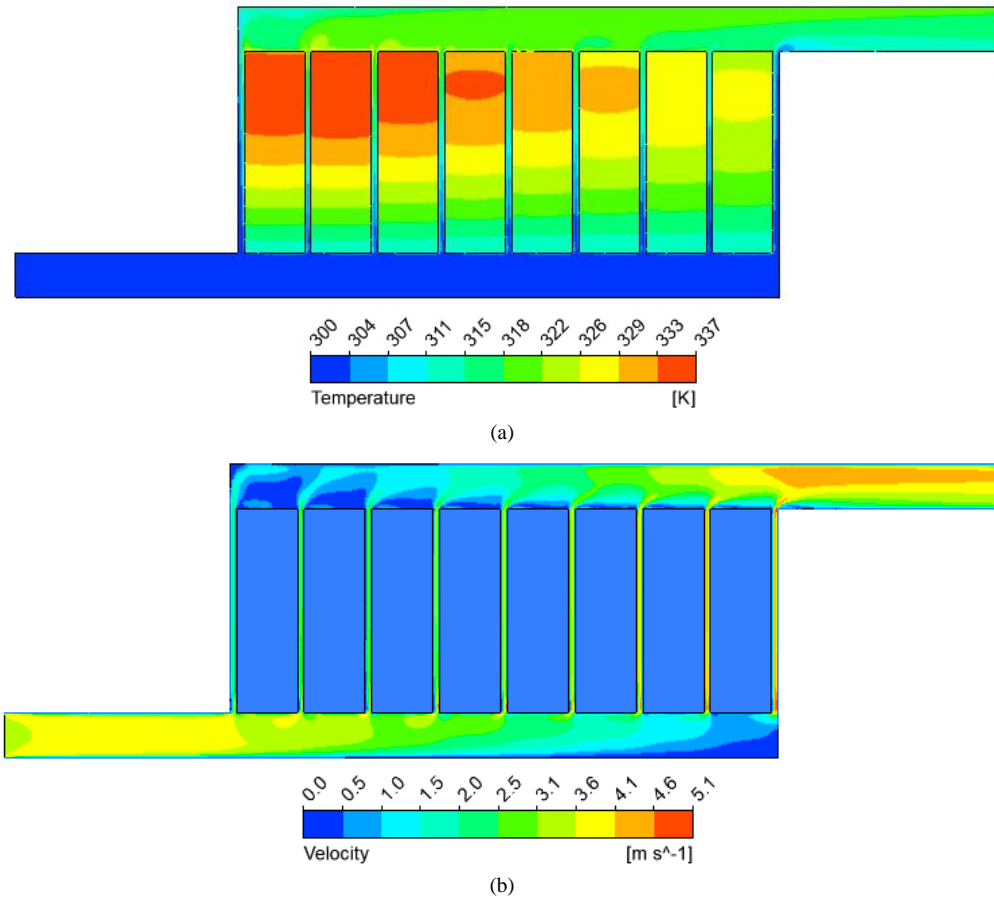 300 304 307 311 315 318 322 326 329 333 337
Temperature [K]
(a)
0.0 0.5 1.0 1.5 2.0 2.5 3.1 3.6 4.1 4.6 5.1
Velocity [m s^-1]
(b)